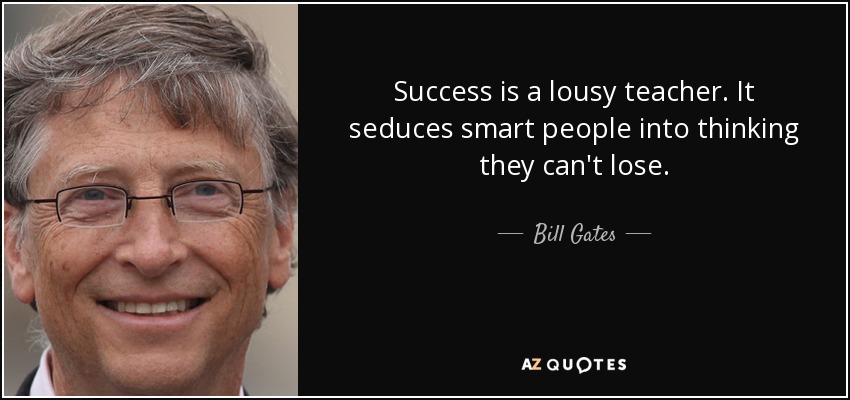 Success is a lousy teacher. It
seduces smart people into thinking
they can't lose.
Bill Gates
AZ QUOTES